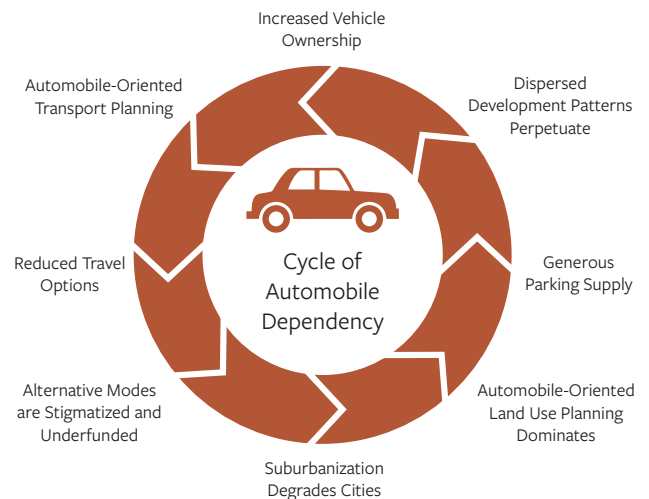 Increased Vehicle
Ownership
Automobile-Oriented
Transport Planning
Dispersed
Development Patterns
Perpetuate
Cycle of
Automobile
Dependency
Reduced Travel
Options
Generous
Parking Supply
Alternative Modes
are Stigmatized and
Underfunded
Automobile-Oriented
Land Use Planning
Dominates
Suburbanization
Degrades Cities